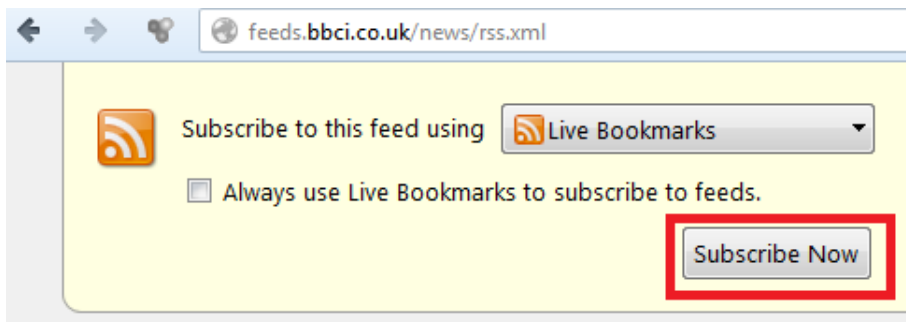 feeds.bbci.co.uk/news/rss.xml
Subscribe to this feed using Live Bookmarks
Always use Live Bookmarks to subscribe to feeds.
Subscribe Now